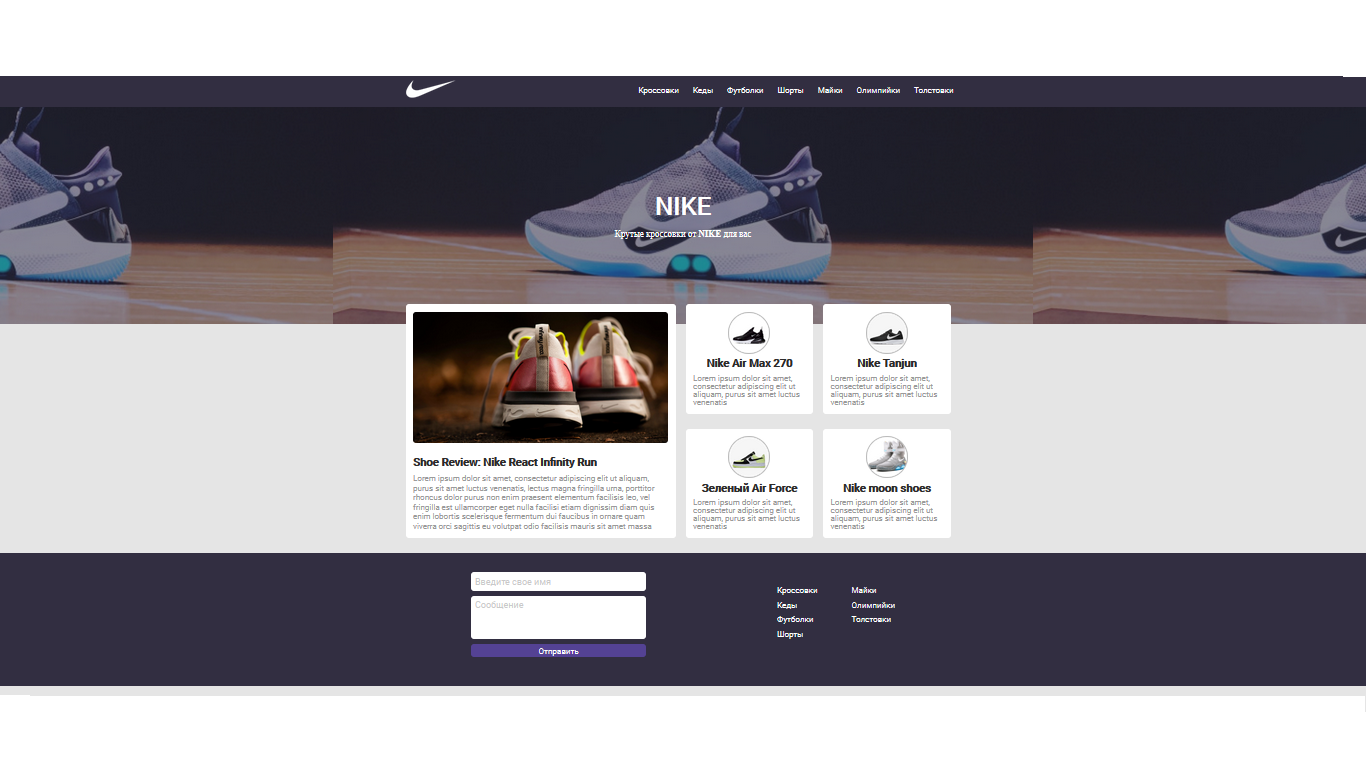 Кроссовки Кеды Футболки Шорты Майки Олимпийки Толстовки
NIKE
Крутые кроссовки от NIKE для вас
Shoe Review: Nike React Infinity Run
Lorem ipsum dolor sit amet, consectetur adipiscing elit ut aliquam,
purus sit amet luctus venenatis, lectus magna fringilla urna, porttitor
rhoncus dolor purus non enim praesent elementum facilisis leo, vel
fringilla est ullamcorper eget nulla facilisi etiam dignissim diam quis
enim lobortis scelerisque fermentum dui faucibus in ornare quam
viverra orci sagittis eu volutpat odio facilisis mauris sit amet massa
Nike Air Max 270
Lorem ipsum dolor sit amet,
consectetur adipiscing elit ut
aliquam, purus sit amet luctus
venenatis
Nike Tanjun
Lorem ipsum dolor sit amet,
consectetur adipiscing elit ut
aliquam, purus sit amet luctus
venenatis
Зеленый Air Force
Lorem ipsum dolor sit amet,
consectetur adipiscing elit ut
aliquam, purus sit amet luctus
venenatis
Nike moon shoes
Lorem ipsum dolor sit amet,
consectetur adipiscing elit ut
aliquam, purus sit amet luctus
venenatis
Введите свое имя
Сообщение
Отправить
Кроссовки
Кеды
Футболки
Шорты
Майки
Олимпийки
Толстовки